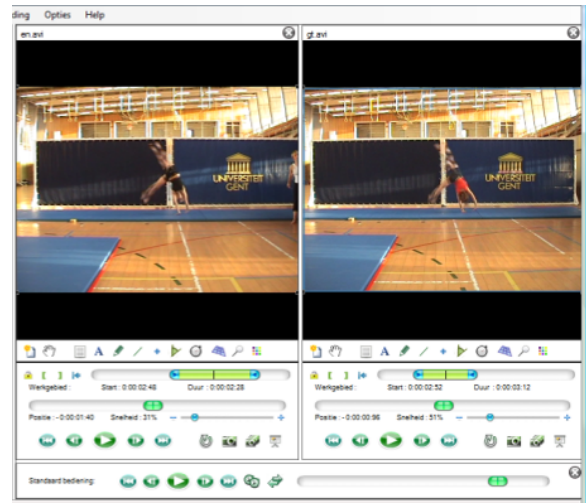 ding Opties Help
en.avi
gt.avi
UNIVERSITEIT
GENT
UNIVERSITEIT
GENT
A
A
Werkgebied : Start : 0:00:02:48 Duur : 0:00:02:28
Werkgebied : Start : 0:00:02:52 Duur : 0:00:03:12
Positie : -0:00:01:40 Snelheid : 31%
Positie : -0:00:00:96 Snelheid : 51%
Standaard bediening: